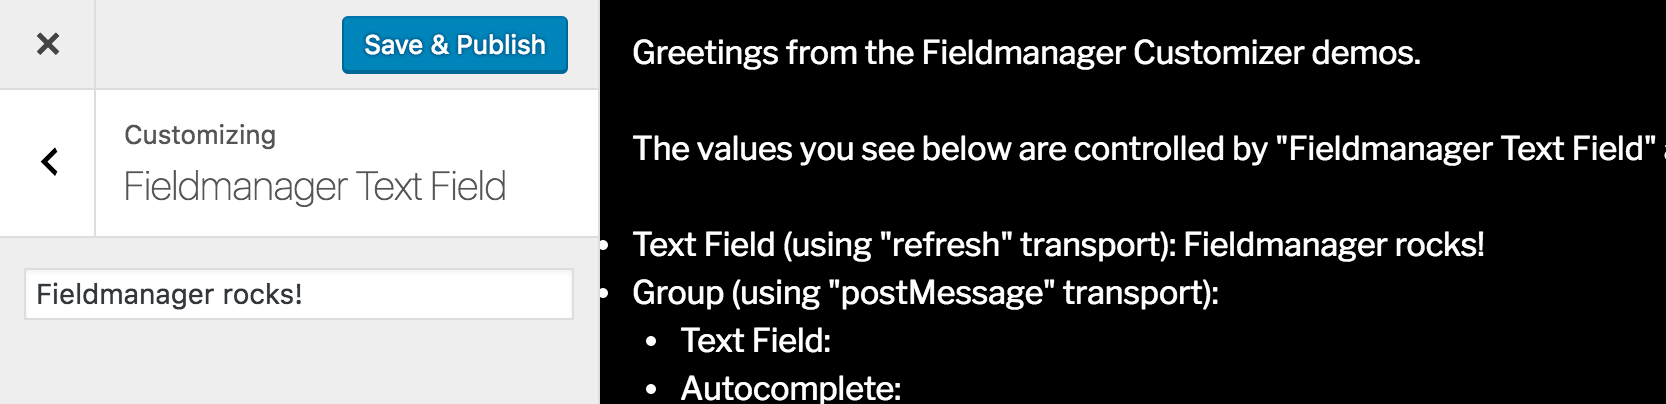 Save & Publish
Customizing
Fieldmanager Text Field
Fieldmanager rocks!
Greetings from the Fieldmanager Customizer demos.
The values you see below are controlled by "Fieldmanager Text Field"
• Text Field (using "refresh" transport): Fieldmanager rocks!
• Group (using "postMessage" transport):
• Text Field:
• Autocomplete: